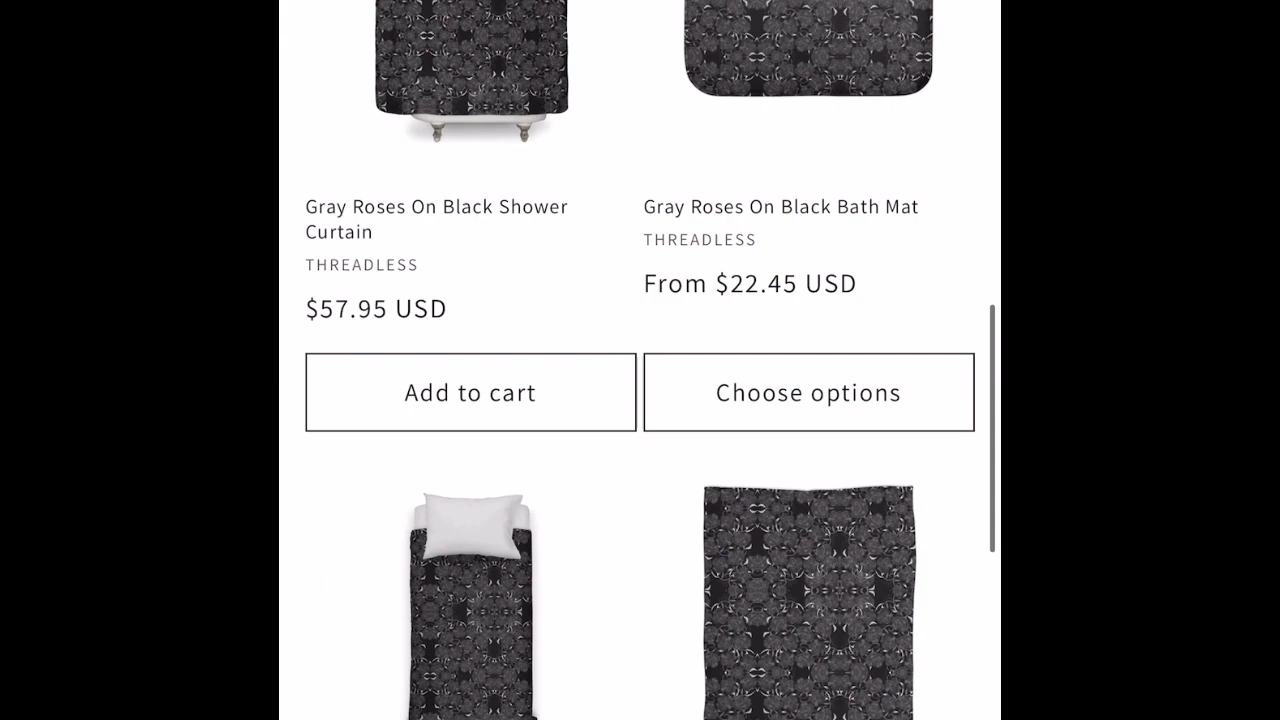 Gray Roses On Black Shower
Curtain
THREADLESS
$57.95 USD
Add to cart
Gray Roses On Black Bath Mat
THREADLESS
From $22.45 USD
Choose options